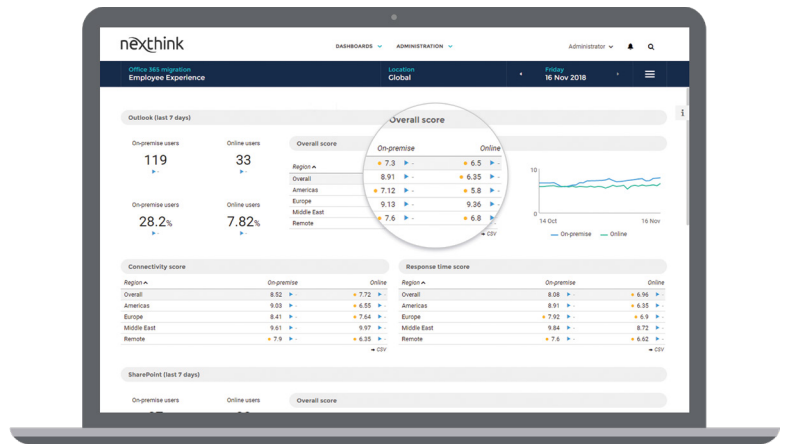 nexthink
DASHBOARDS ADMINISTRATION Administrator
Office 365 migration Location Friday
Employee Experience Global 16 Nov 2018
Outlook (last 7 days)
On-premise users Online users Overall score
119 33
Region
Overall
Americas
Europe
Middle East
Remote
On-premise users Online users
28.2% 7.82%
Overall score
On-premise Online
7.3 - 6.5 -
8.91 - 6.35 -
7.12 - 5.8 -
9.13 - 9.36 -
7.6 - 6.8 -
CSV
10
0
14 Oct 16 Nov
On-premise Online
i
Connectivity score
Region On-premise Online
Overall 8.52 - 7.72 -
Americas 9.03 - 6.55 -
Europe 8.41 - 7.64 -
Middle East 9.61 - 9.97 -
Remote 7.9 - 6.35 -
CSV
Response time score
Region On-premise Online
Overall 8.08 - 6.96 -
Americas 8.91 - 6.35 -
Europe 7.92 - 6.9 -
Middle East 9.84 - 8.72 -
Remote 7.6 - 6.62 -
CSV
SharePoint (last 7 days)
On-premise users Online users Overall score